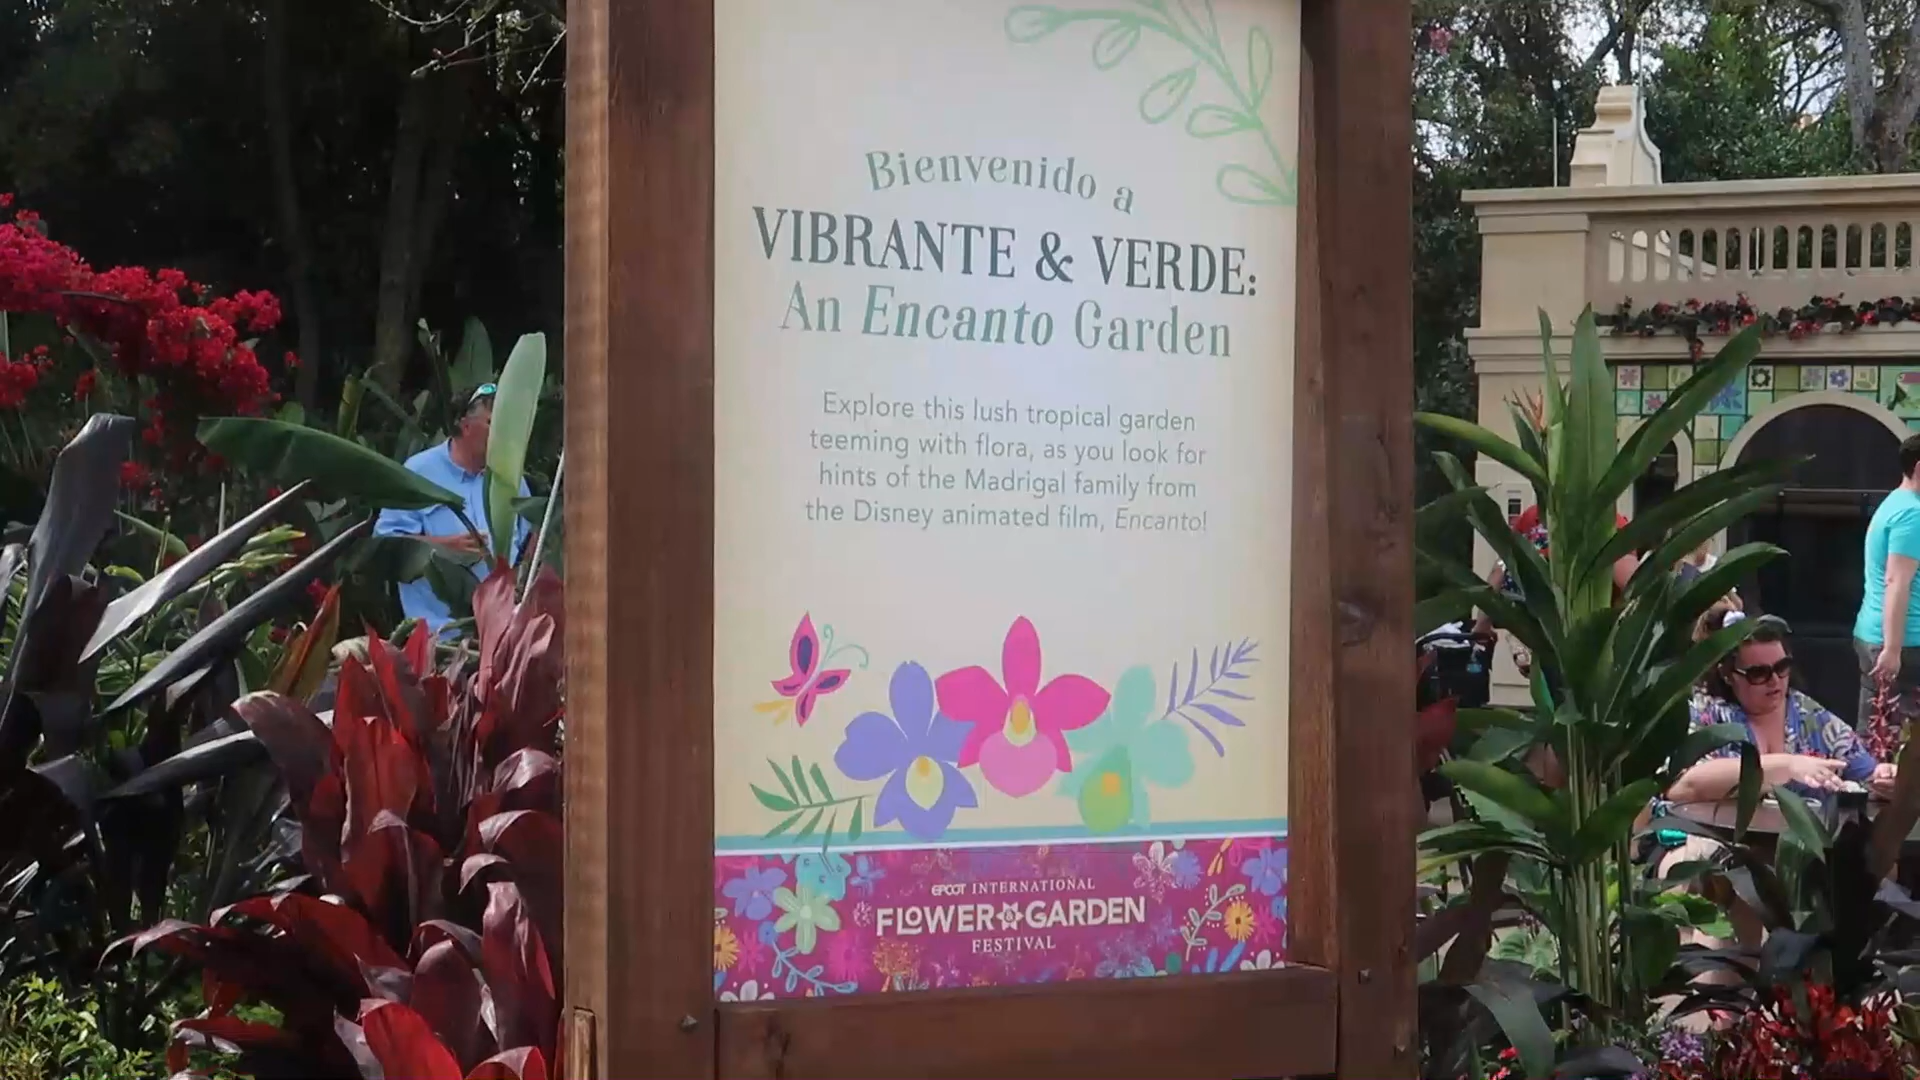 Bienvenido a
VIBRANTE & VERDE:
An Encanto Garden
Explore this lush tropical garden
teeming with flora, as you look for
hints of the Madrigal family from
the Disney animated film, Encanto!
EPCOT INTERNATIONAL
FLOWER & GARDEN
FESTIVAL